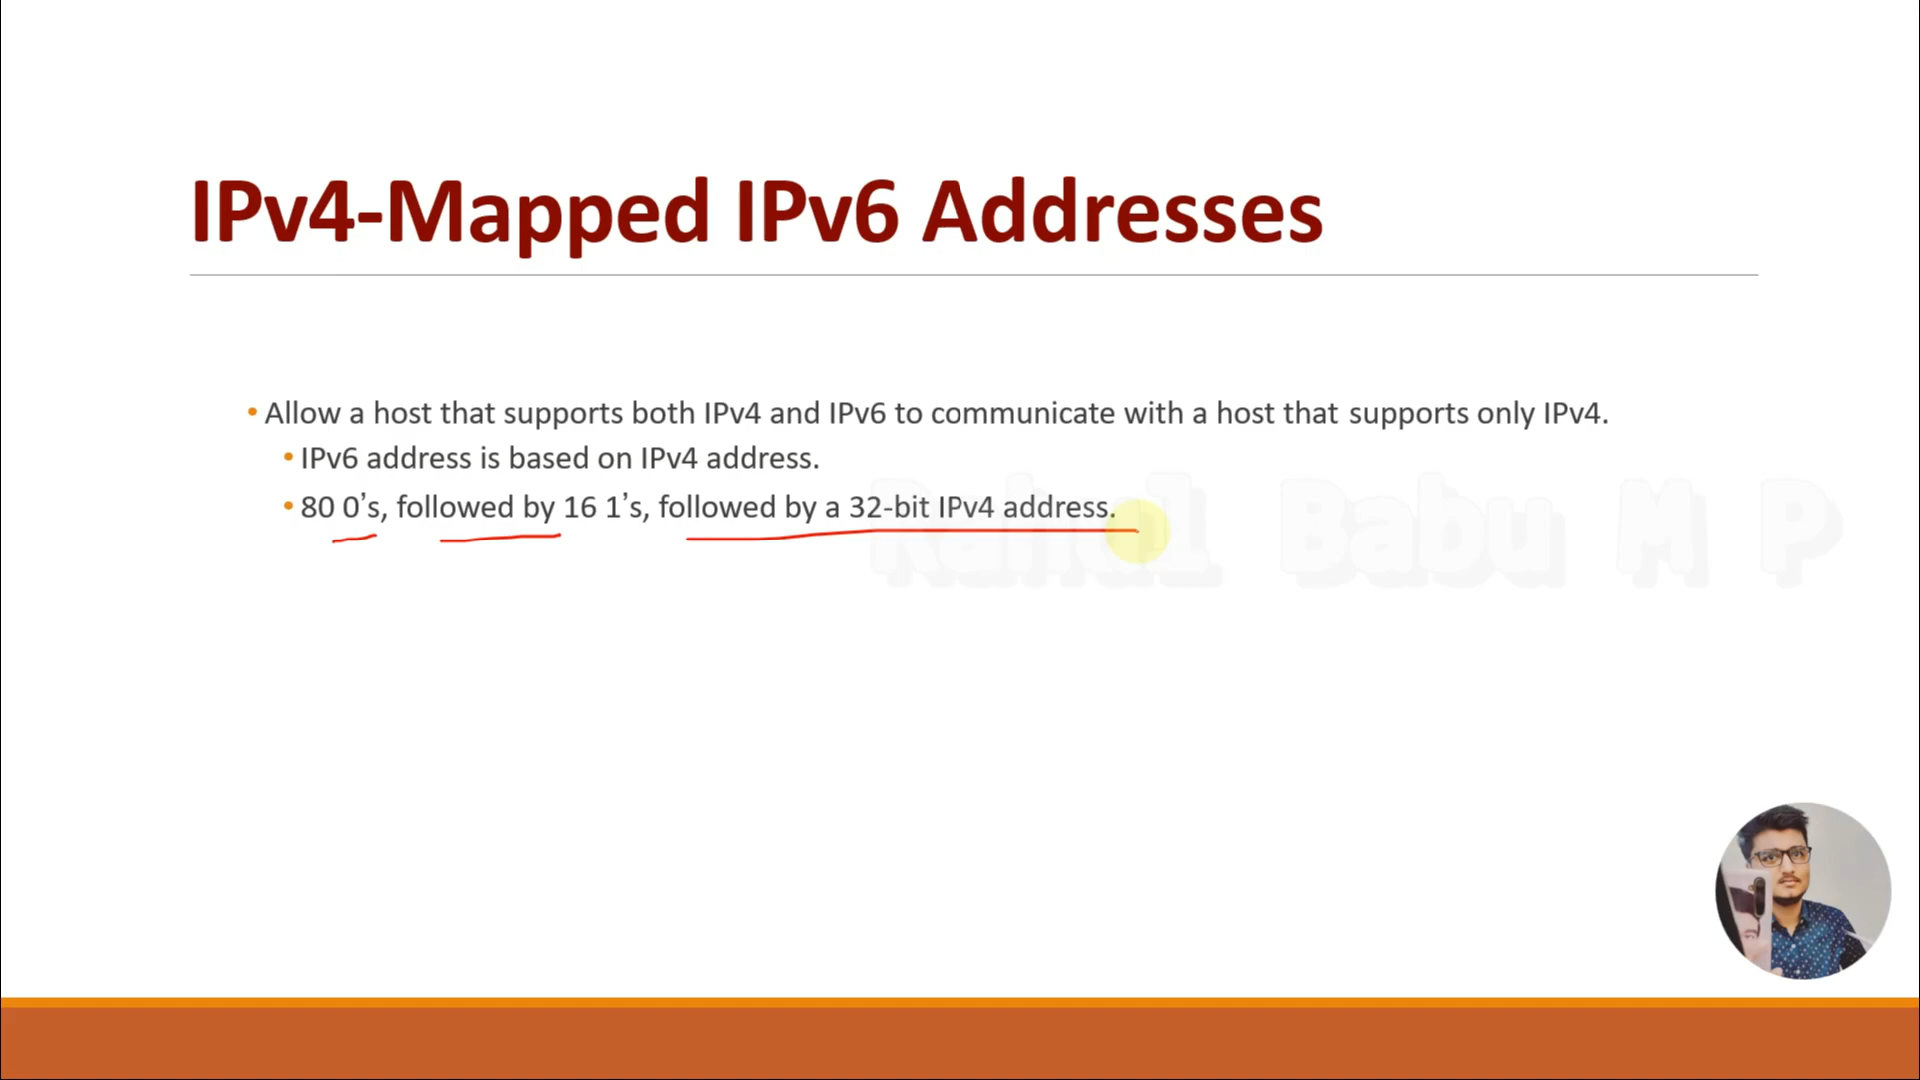 IPv4-Mapped IPv6 Addresses
• Allow a host that supports both IPv4 and IPv6 to communicate with a host that supports only IPv4.
• IPv6 address is based on IPv4 address.
• 80 0’s, followed by 16 1’s, followed by a 32-bit IPv4 address.
Rahul Babu M P